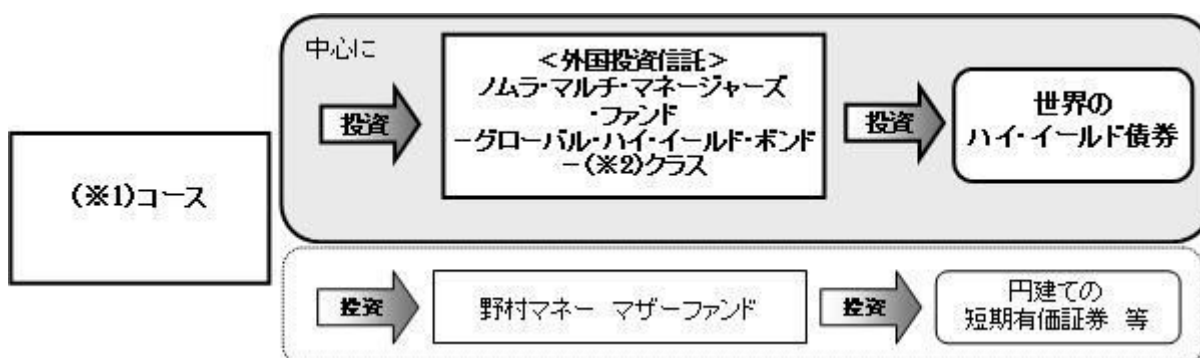 中心に
投資
＜外国投資信託＞
ノムラ・マルチ・マネージャーズ
・ファンド
－グローバル・ハイ・イールド・ボンド
－(※2)クラス
投資
世界の
ハイ・イールド債券
(※1)コース
投資
野村マネー　マザーファンド
投資
円建ての
短期有価証券　等